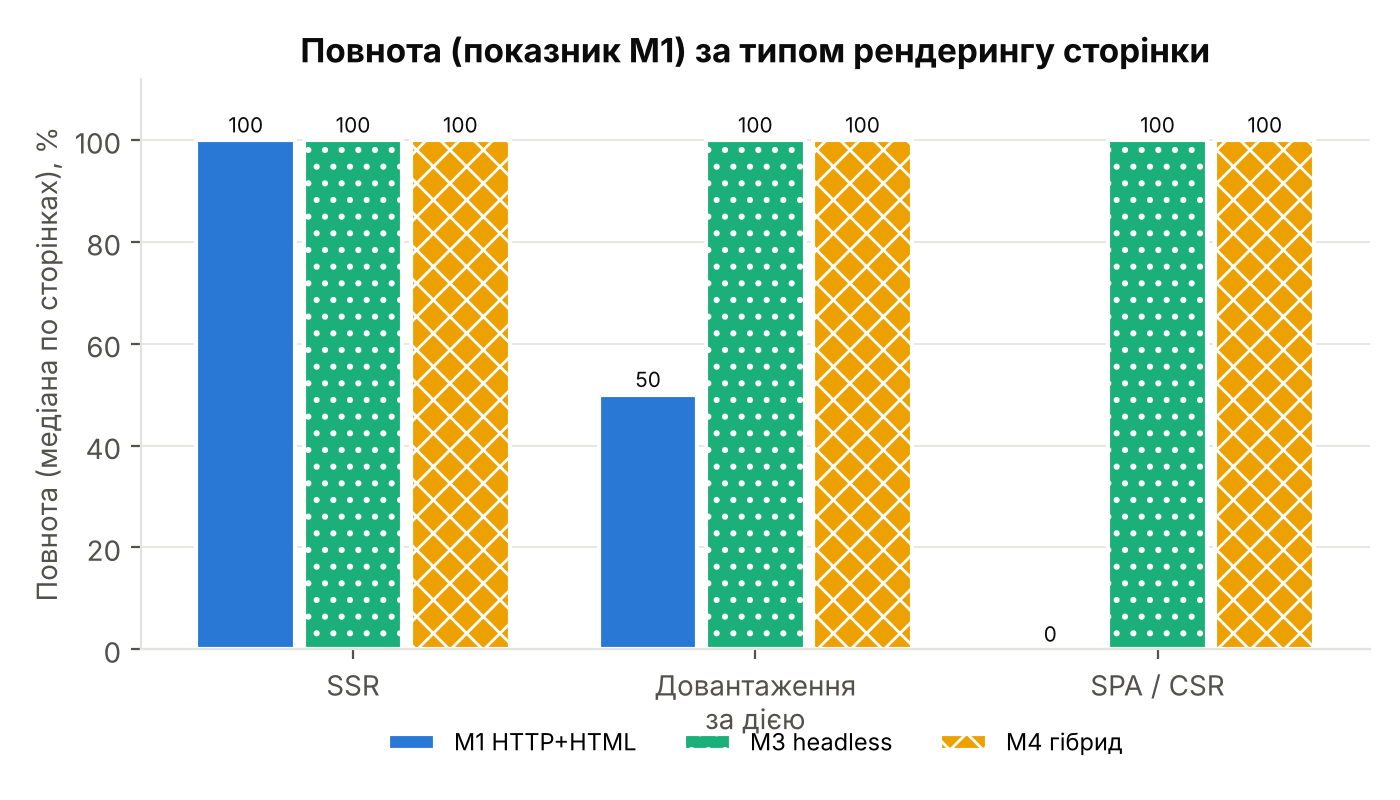 Повнота (показник M1) за типом рендерингу сторінки
Повнота (медіана по сторінках), %
100
80
60
40
20
0
100 100 100
50 100 100
0 100 100
SSR
Довантаження
за дією
SPA / CSR
M1 HTTP+HTML
M3 headless
M4 гібрид